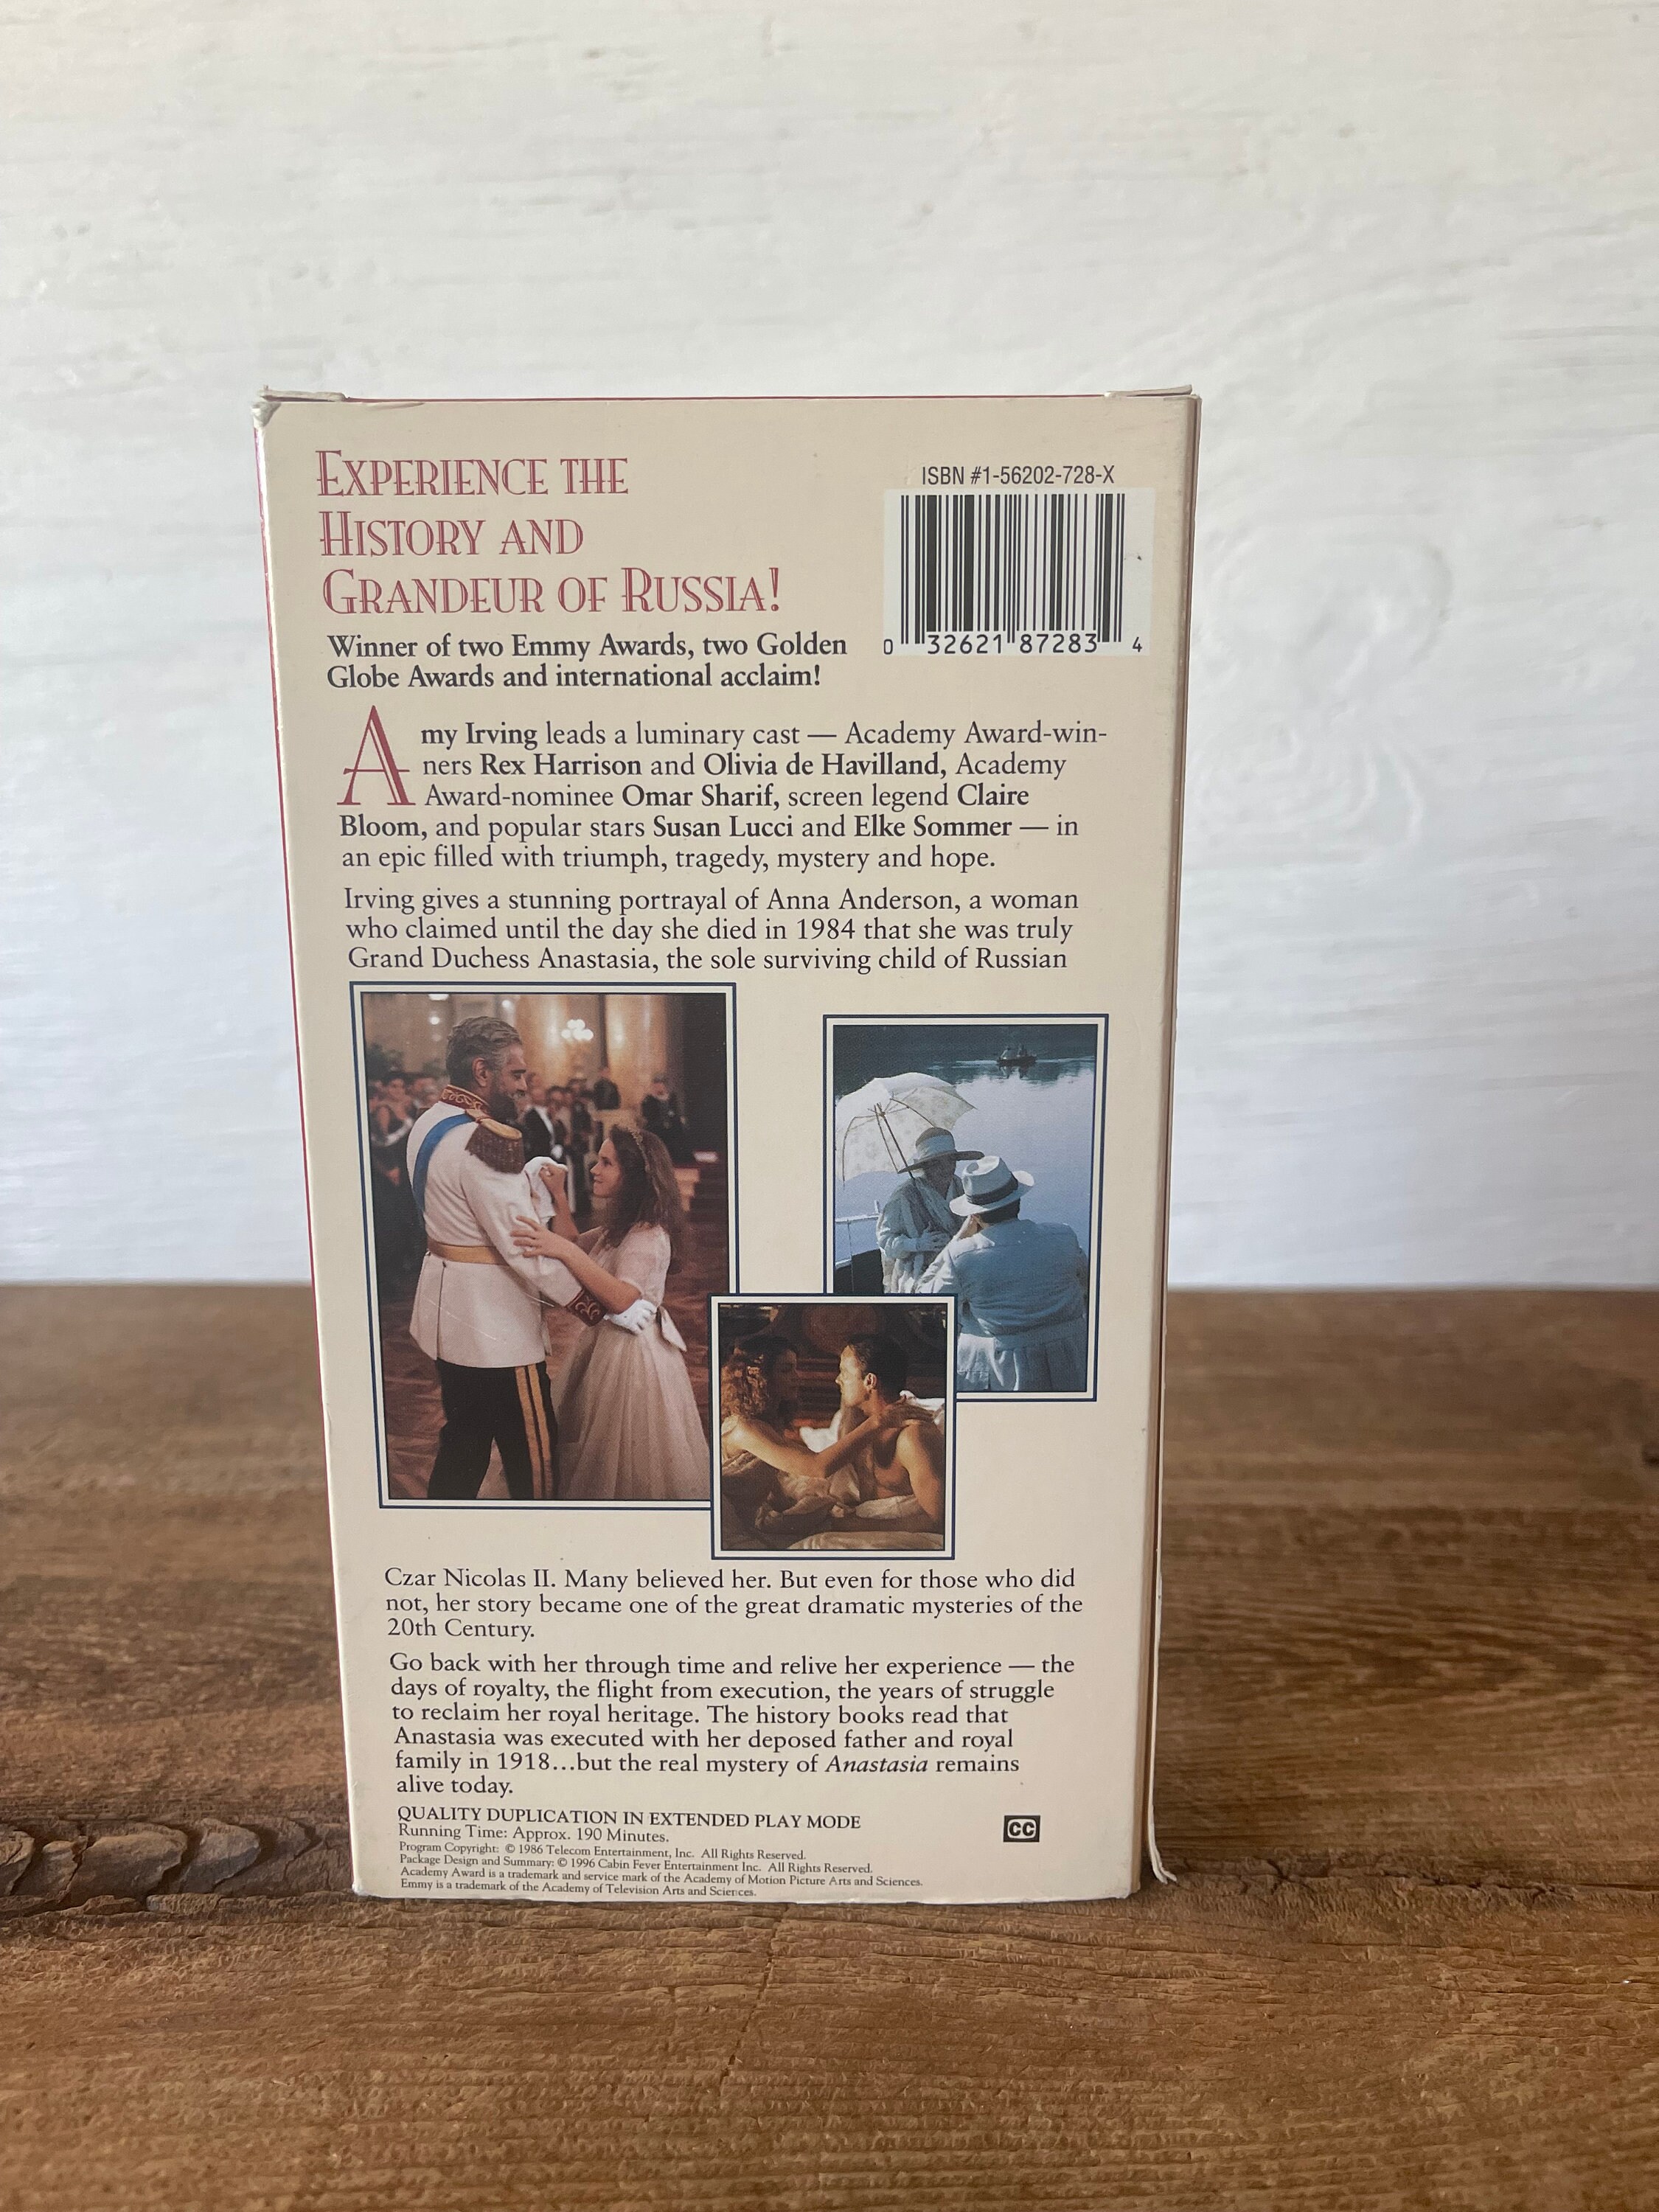 EXPERIENCE THE
HISTORY AND
GRANDEUR OF RUSSIA!
ISBN #1-56202-728-X
0 32621 87283 4
Winner of two Emmy Awards, two Golden
Globe Awards and international acclaim!
Amy Irving leads a luminary cast — Academy Award-win-
ners Rex Harrison and Olivia de Havilland, Academy
Award-nominee Omar Sharif, screen legend Claire
Bloom, and popular stars Susan Lucci and Elke Sommer — in
an epic filled with triumph, tragedy, mystery and hope.
Irving gives a stunning portrayal of Anna Anderson, a woman
who claimed until the day she died in 1984 that she was truly
Grand Duchess Anastasia, the sole surviving child of Russian
Czar Nicolas II. Many believed her. But even for those who did
not, her story became one of the great dramatic mysteries of the
20th Century.
Go back with her through time and relive her experience — the
days of royalty, the flight from execution, the years of struggle
to reclaim her royal heritage. The history books read that
Anastasia was executed with her deposed father and royal
family in 1918...but the real mystery of Anastasia remains
alive today.
QUALITY DUPLICATION IN EXTENDED PLAY MODE
Running Time: Approx. 190 Minutes.
Program Copyright: © 1986 Telecom Entertainment, Inc. All Rights Reserved.
Package Design and Summary: © 1996 Cabin Fever Entertainment Inc. All Rights Reserved.
Academy Award is a trademark and service mark of the Academy of Motion Picture Arts and Sciences.
Emmy is a trademark of the Academy of Television Arts and Sciences.
CC